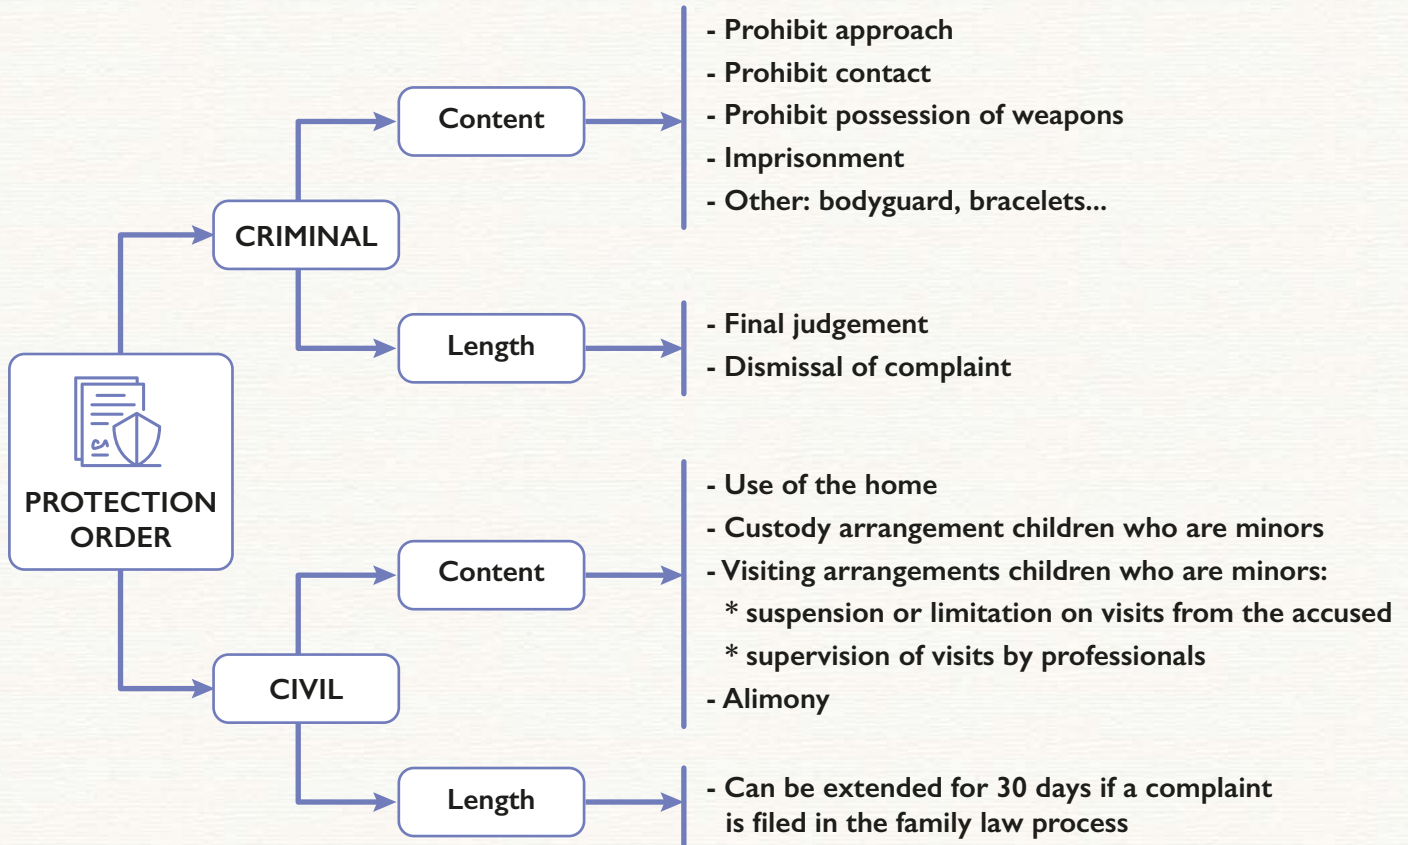 PROTECTION
ORDER
CRIMINAL
Content
- Prohibit approach
- Prohibit contact
- Prohibit possession of weapons
- Imprisonment
- Other: bodyguard, bracelets...
Length
- Final judgement
- Dismissal of complaint
CIVIL
Content
- Use of the home
- Custody arrangement children who are minors
- Visiting arrangements children who are minors:
* suspension or limitation on visits from the accused
* supervision of visits by professionals
- Alimony
Length
- Can be extended for 30 days if a complaint
is filed in the family law process